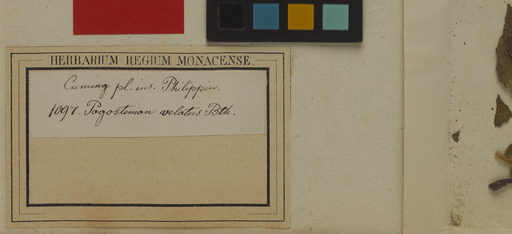 HERBARIUM REGIUM MONACENSE.
Cuming pl. ins. Philippin.
1097. Pogostemon velatus Bth.